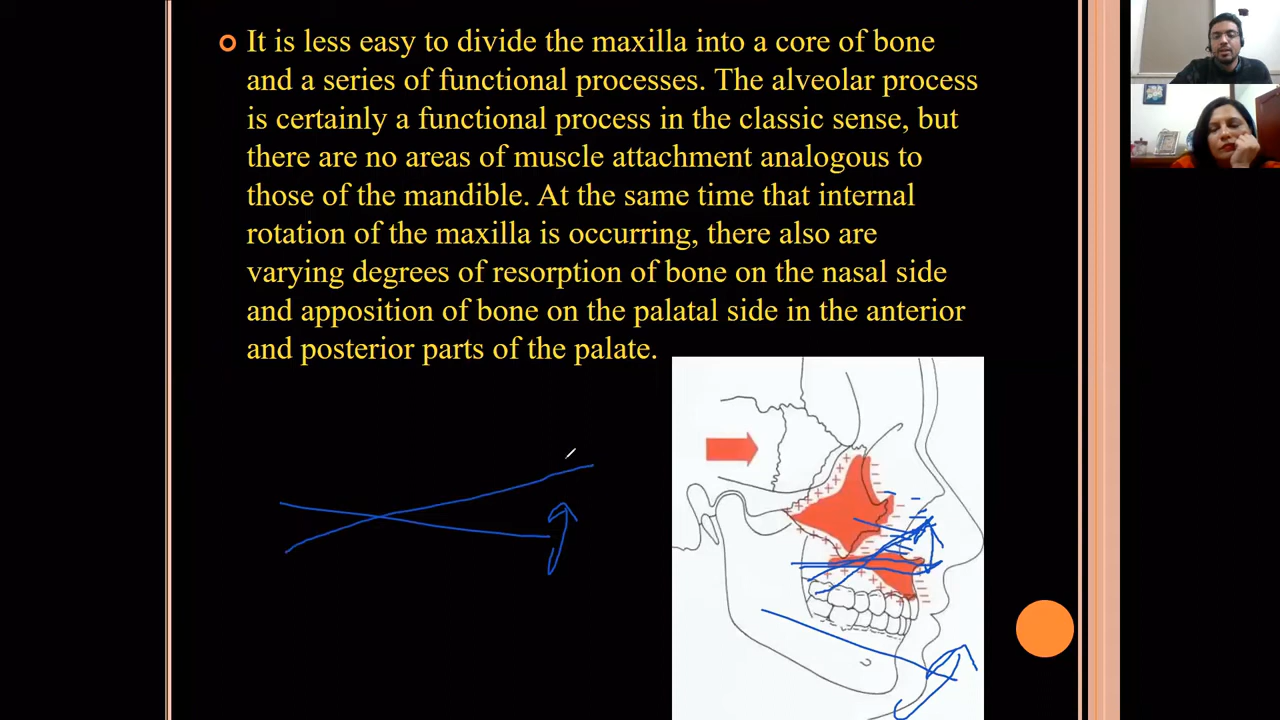 It is less easy to divide the maxilla into a core of bone
and a series of functional processes. The alveolar process
is certainly a functional process in the classic sense, but
there are no areas of muscle attachment analogous to
those of the mandible. At the same time that internal
rotation of the maxilla is occurring, there also are
varying degrees of resorption of bone on the nasal side
and apposition of bone on the palatal side in the anterior
and posterior parts of the palate.